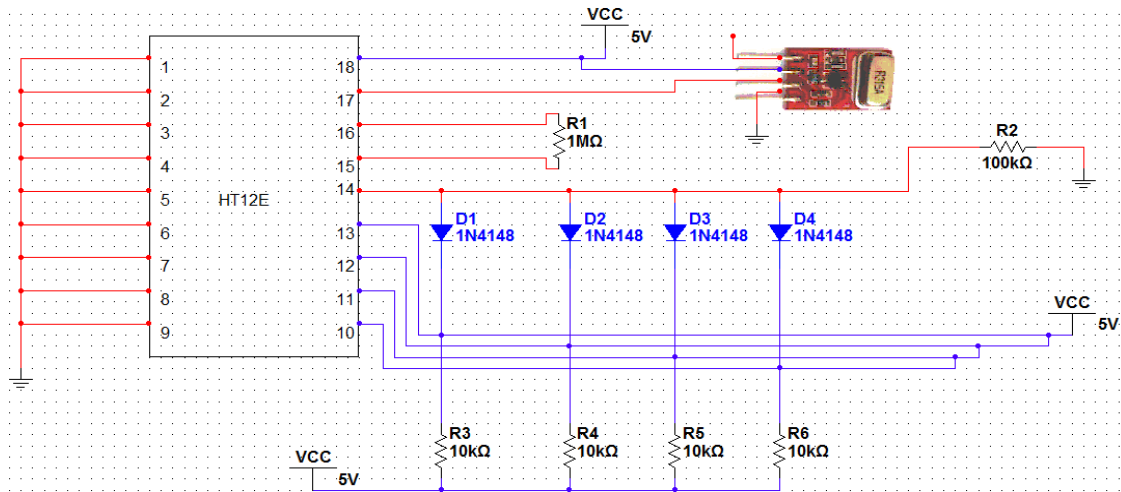 VCC
5V
1
2
3
4
5
6
7
8
9
HT12E
18
17
16
15
14
13
12
11
10
R1
1MΩ
R2
100kΩ
D1
1N4148
D2
1N4148
D3
1N4148
D4
1N4148
VCC
5V
R3
10kΩ
R4
10kΩ
R5
10kΩ
R6
10kΩ
VCC
5V